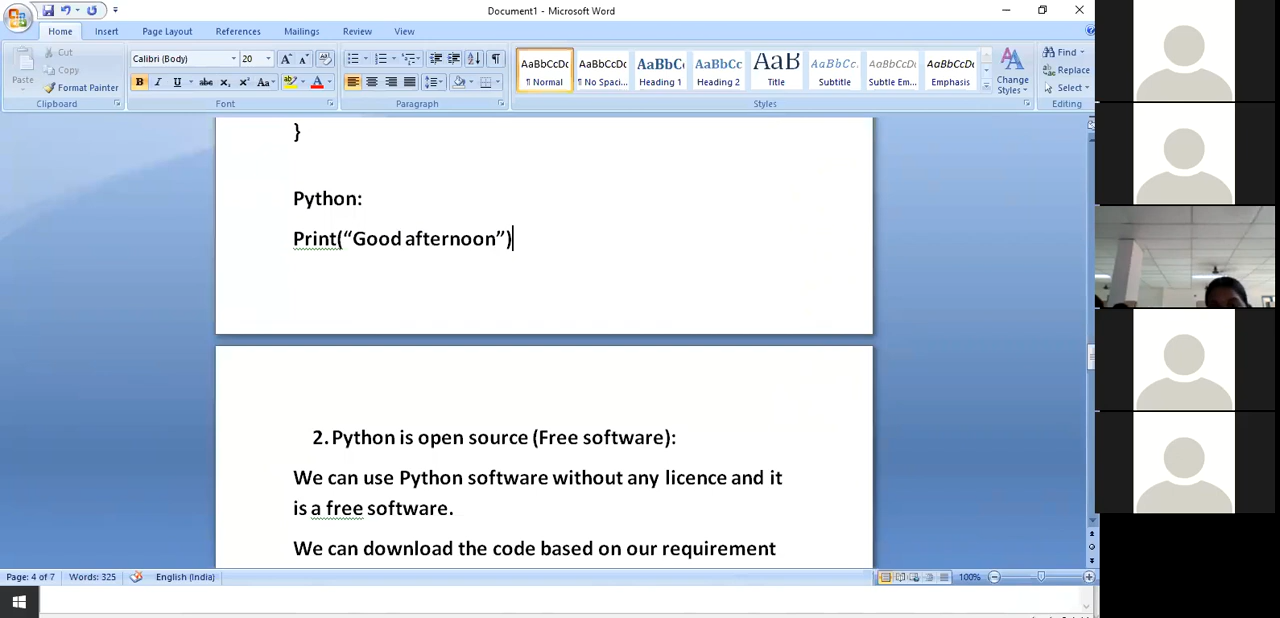 Document1 - Microsoft Word
Home Insert Page Layout References Mailings Review View
Cut
Copy
Paste
Format Painter
Clipboard
Calibri (Body) 20
Font
Paragraph
AaBbCcDc AaBbCcDc AaBbC AaBbCc AaB AaBbCc. AaBbCcDc AaBbCcDc
¶ Normal ¶ No Spaci... Heading 1 Heading 2 Title Subtitle Subtle Em... Emphasis
Change
Styles
Styles
Find
Replace
Select
Editing
}
Python:
Print(“Good afternoon”)
2. Python is open source (Free software):
We can use Python software without any licence and it
is a free software.
We can download the code based on our requirement
Page: 4 of 7 Words: 325 English (India) 100%